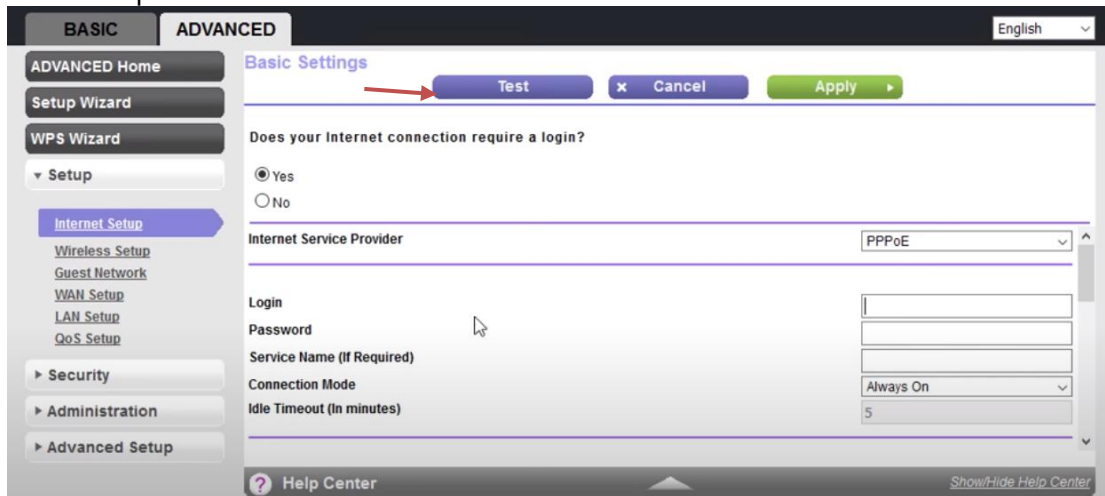 BASIC ADVANCED English
ADVANCED Home
Setup Wizard
WPS Wizard
Setup
Internet Setup
Wireless Setup
Guest Network
WAN Setup
LAN Setup
QoS Setup
Security
Administration
Advanced Setup
Basic Settings
Test Cancel Apply
Does your Internet connection require a login?
Yes
No
Internet Service Provider PPPoE
Login
Password
Service Name (If Required)
Connection Mode Always On
Idle Timeout (In minutes) 5
Help Center Show/Hide Help Center